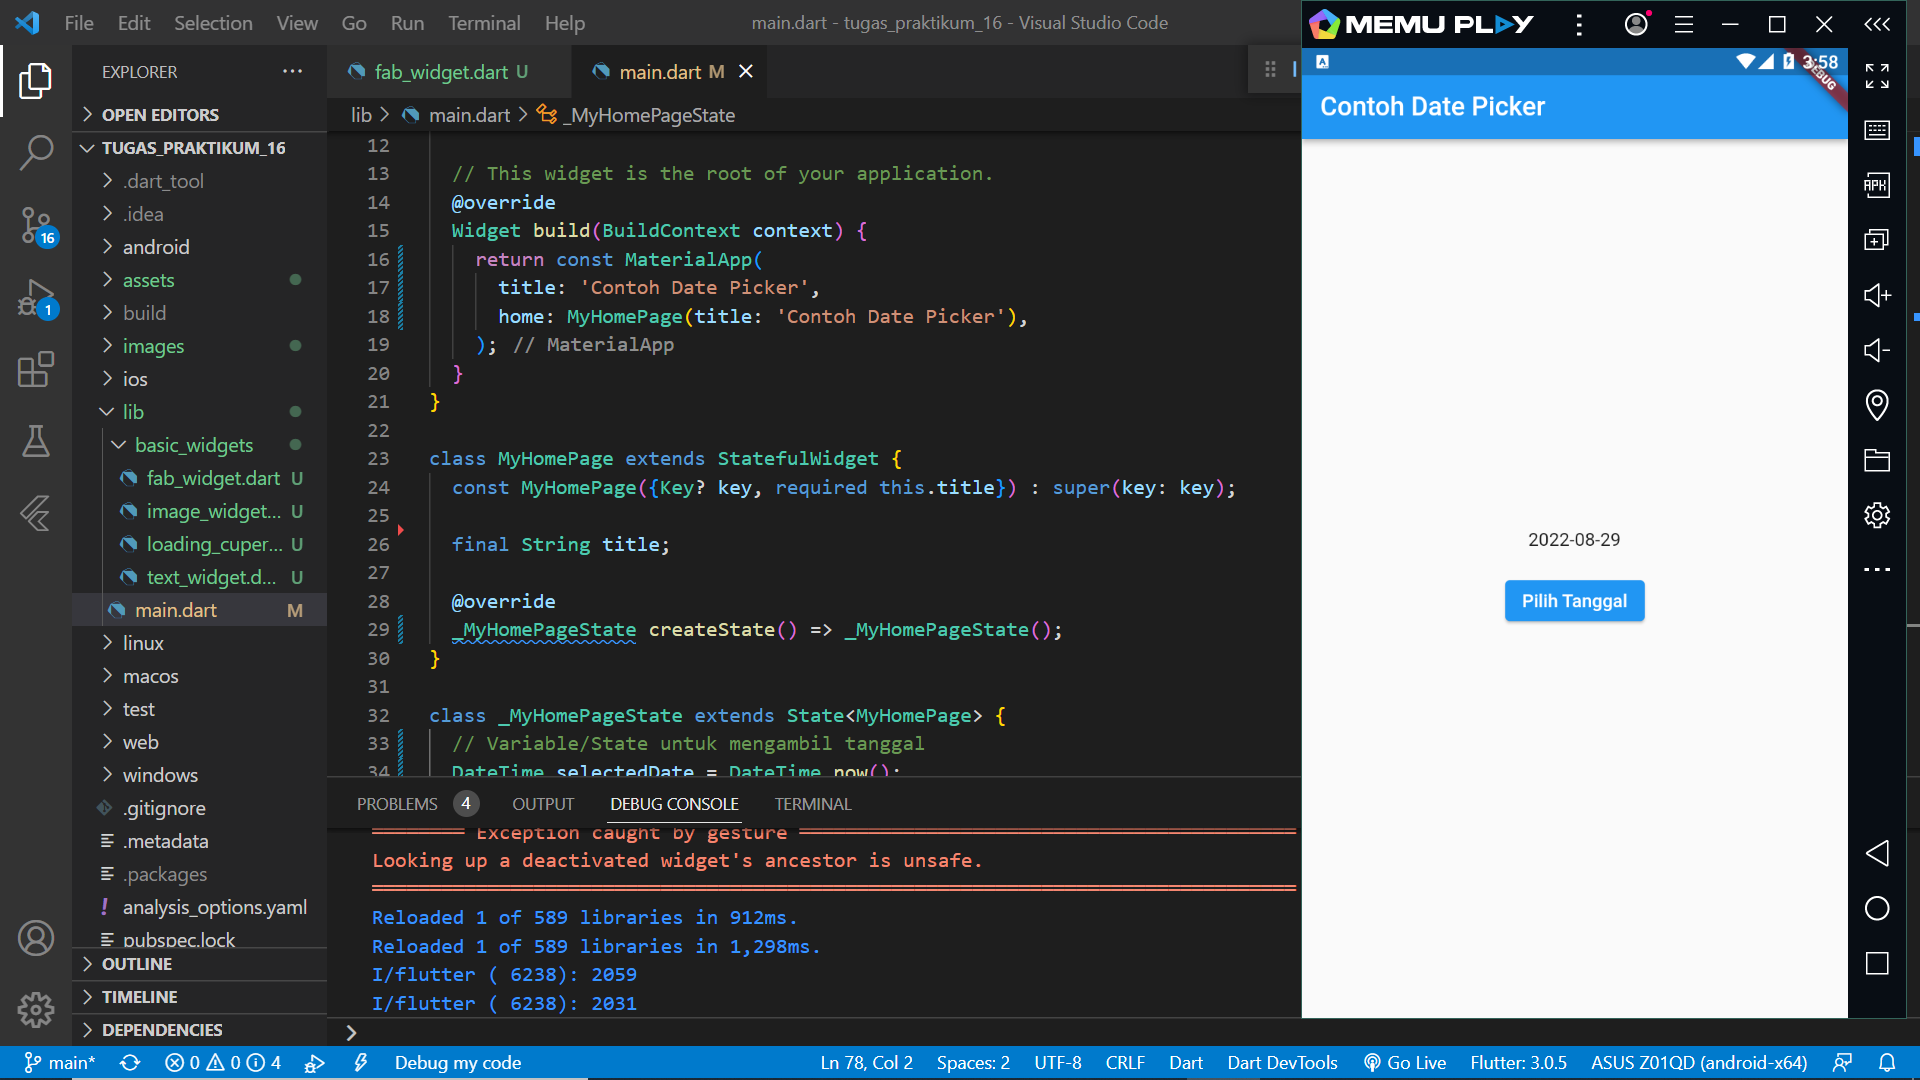 File Edit Selection View Go Run Terminal Help
main.dart - tugas_praktikum_16 - Visual Studio Code
EXPLORER
OPEN EDITORS
TUGAS_PRAKTIKUM_16
.dart_tool
.idea
android
assets
build
images
ios
lib
basic_widgets
fab_widget.dart U
image_widget... U
loading_cuper... U
text_widget.d... U
main.dart M
linux
macos
test
web
windows
.gitignore
.metadata
.packages
analysis_options.yaml
pubspec.lock
OUTLINE
TIMELINE
DEPENDENCIES
16
1
fab_widget.dart U
main.dart M
lib > main.dart > _MyHomePageState
12
13 // This widget is the root of your application.
14 @override
15 Widget build(BuildContext context) {
16 return const MaterialApp(
17 title: 'Contoh Date Picker',
18 home: MyHomePage(title: 'Contoh Date Picker'),
19 ); // MaterialApp
20 }
21 }
22
23 class MyHomePage extends StatefulWidget {
24 const MyHomePage({Key? key, required this.title}) : super(key: key);
25
26 final String title;
27
28 @override
29 _MyHomePageState createState() => _MyHomePageState();
30 }
31
32 class _MyHomePageState extends State<MyHomePage> {
33 // Variable/State untuk mengambil tanggal
34 DateTime selectedDate = DateTime.now();
PROBLEMS 4 OUTPUT DEBUG CONSOLE TERMINAL
════════ Exception caught by gesture ═══════════════════════════════════════════
Looking up a deactivated widget's ancestor is unsafe.
════════════════════════════════════════════════════════════════════════════════
Reloaded 1 of 589 libraries in 912ms.
Reloaded 1 of 589 libraries in 1,298ms.
I/flutter ( 6238): 2059
I/flutter ( 6238): 2031
MEMU PLAY
3:58
DEBUG
Contoh Date Picker
2022-08-29
Pilih Tanggal
APK
main* 0 0 4 Debug my code
Ln 78, Col 2 Spaces: 2 UTF-8 CRLF Dart Dart DevTools Go Live Flutter: 3.0.5 ASUS Z01QD (android-x64)